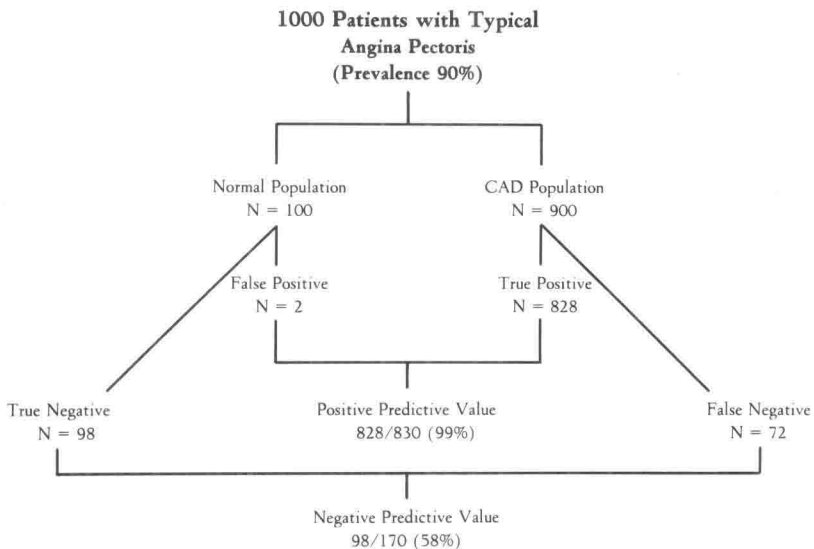 1000 Patients with Typical
Angina Pectoris
(Prevalence 90%)
Normal Population
N = 100
CAD Population
N = 900
False Positive
N = 2
True Positive
N = 828
True Negative
N = 98
Positive Predictive Value
828/830 (99%)
False Negative
N = 72
Negative Predictive Value
98/170 (58%)